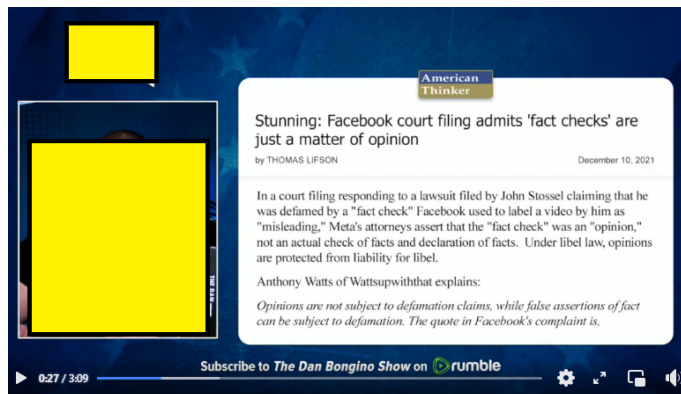 American
Thinker
Stunning: Facebook court filing admits 'fact checks' are
just a matter of opinion
by THOMAS LIFSON
December 10, 2021
In a court filing responding to a lawsuit filed by John Stossel claiming that he
was defamed by a "fact check" Facebook used to label a video by him as
"misleading," Meta's attorneys assert that the "fact check" was an "opinion,"
not an actual check of facts and declaration of facts. Under libel law, opinions
are protected from liability for libel.
Anthony Watts of Wattsupwiththat explains:
Opinions are not subject to defamation claims, while false assertions of fact
can be subject to defamation. The quote in Facebook's complaint is,
THE DAN
Subscribe to The Dan Bongino Show on rumble
0:27 / 3:09